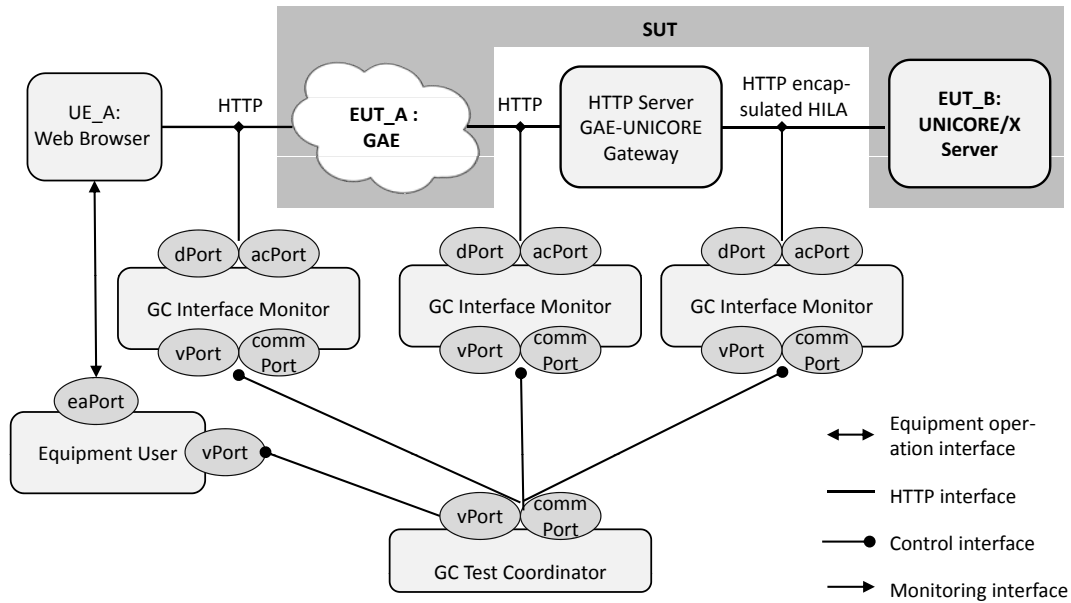 SUT
UE_A:
Web Browser
HTTP
EUT_A :
GAE
HTTP
HTTP Server
GAE-UNICORE
Gateway
HTTP encap-
sulated HILA
EUT_B:
UNICORE/X
Server
dPort
acPort
dPort
acPort
dPort
acPort
GC Interface Monitor
GC Interface Monitor
GC Interface Monitor
vPort
comm
Port
vPort
comm
Port
vPort
comm
Port
eaPort
Equipment User
vPort
vPort
comm
Port
GC Test Coordinator
Equipment oper-
ation interface
HTTP interface
Control interface
Monitoring interface